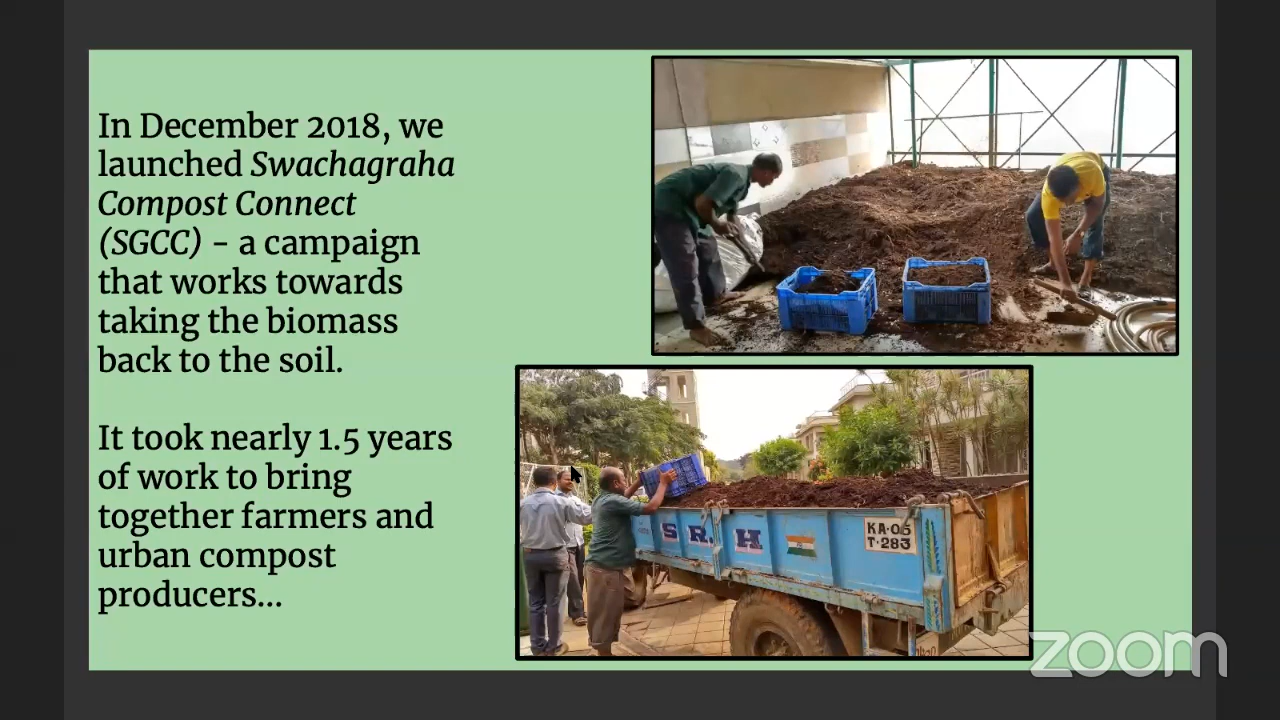 In December 2018, we
launched Swachagraha
Compost Connect
(SGCC) - a campaign
that works towards
taking the biomass
back to the soil.
It took nearly 1.5 years
of work to bring
together farmers and
urban compost
producers...
S R. H
KA-05
T-283
zoom